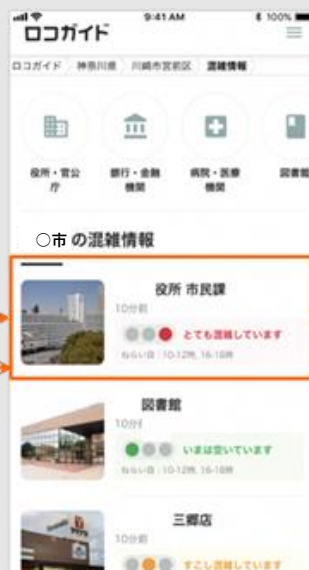 9:41 AM
100%
ロコガイド
ロコガイド 神奈川県 川崎市宮前区 混雑情報
役所・官公庁
銀行・金融機関
病院・医療機関
図書館
○市 の混雑情報
役所 市民課
10分前
とても混雑しています
ねらい目:10-12時, 16-18時
図書館
10分前
いまは空いています
ねらい目:10-12時, 16-18時
三郷店
10分前
すこし混雑しています